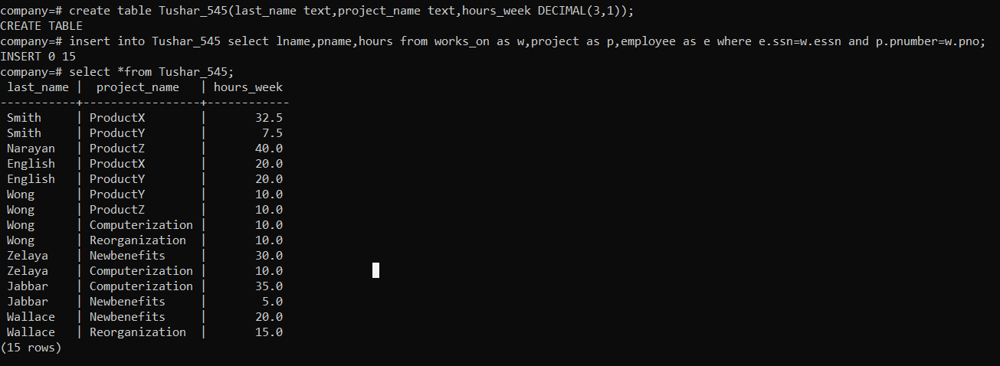 company=# create table Tushar_545(last_name text,project_name text,hours_week DECIMAL(3,1));
CREATE TABLE
company=# insert into Tushar_545 select lname,pname,hours from works_on as w,project as p,employee as e where e.ssn=w.essn and p.pnumber=w.pno;
INSERT 0 15
company=# select *from Tushar_545;
 last_name |  project_name   | hours_week
-----------+-----------------+------------
 Smith     | ProductX        |       32.5
 Smith     | ProductY        |        7.5
 Narayan   | ProductZ        |       40.0
 English   | ProductX        |       20.0
 English   | ProductY        |       20.0
 Wong      | ProductY        |       10.0
 Wong      | ProductZ        |       10.0
 Wong      | Computerization |       10.0
 Wong      | Reorganization  |       10.0
 Zelaya    | Newbenefits     |       30.0
 Zelaya    | Computerization |       10.0
 Jabbar    | Computerization |       35.0
 Jabbar    | Newbenefits     |        5.0
 Wallace   | Newbenefits     |       20.0
 Wallace   | Reorganization  |       15.0
(15 rows)